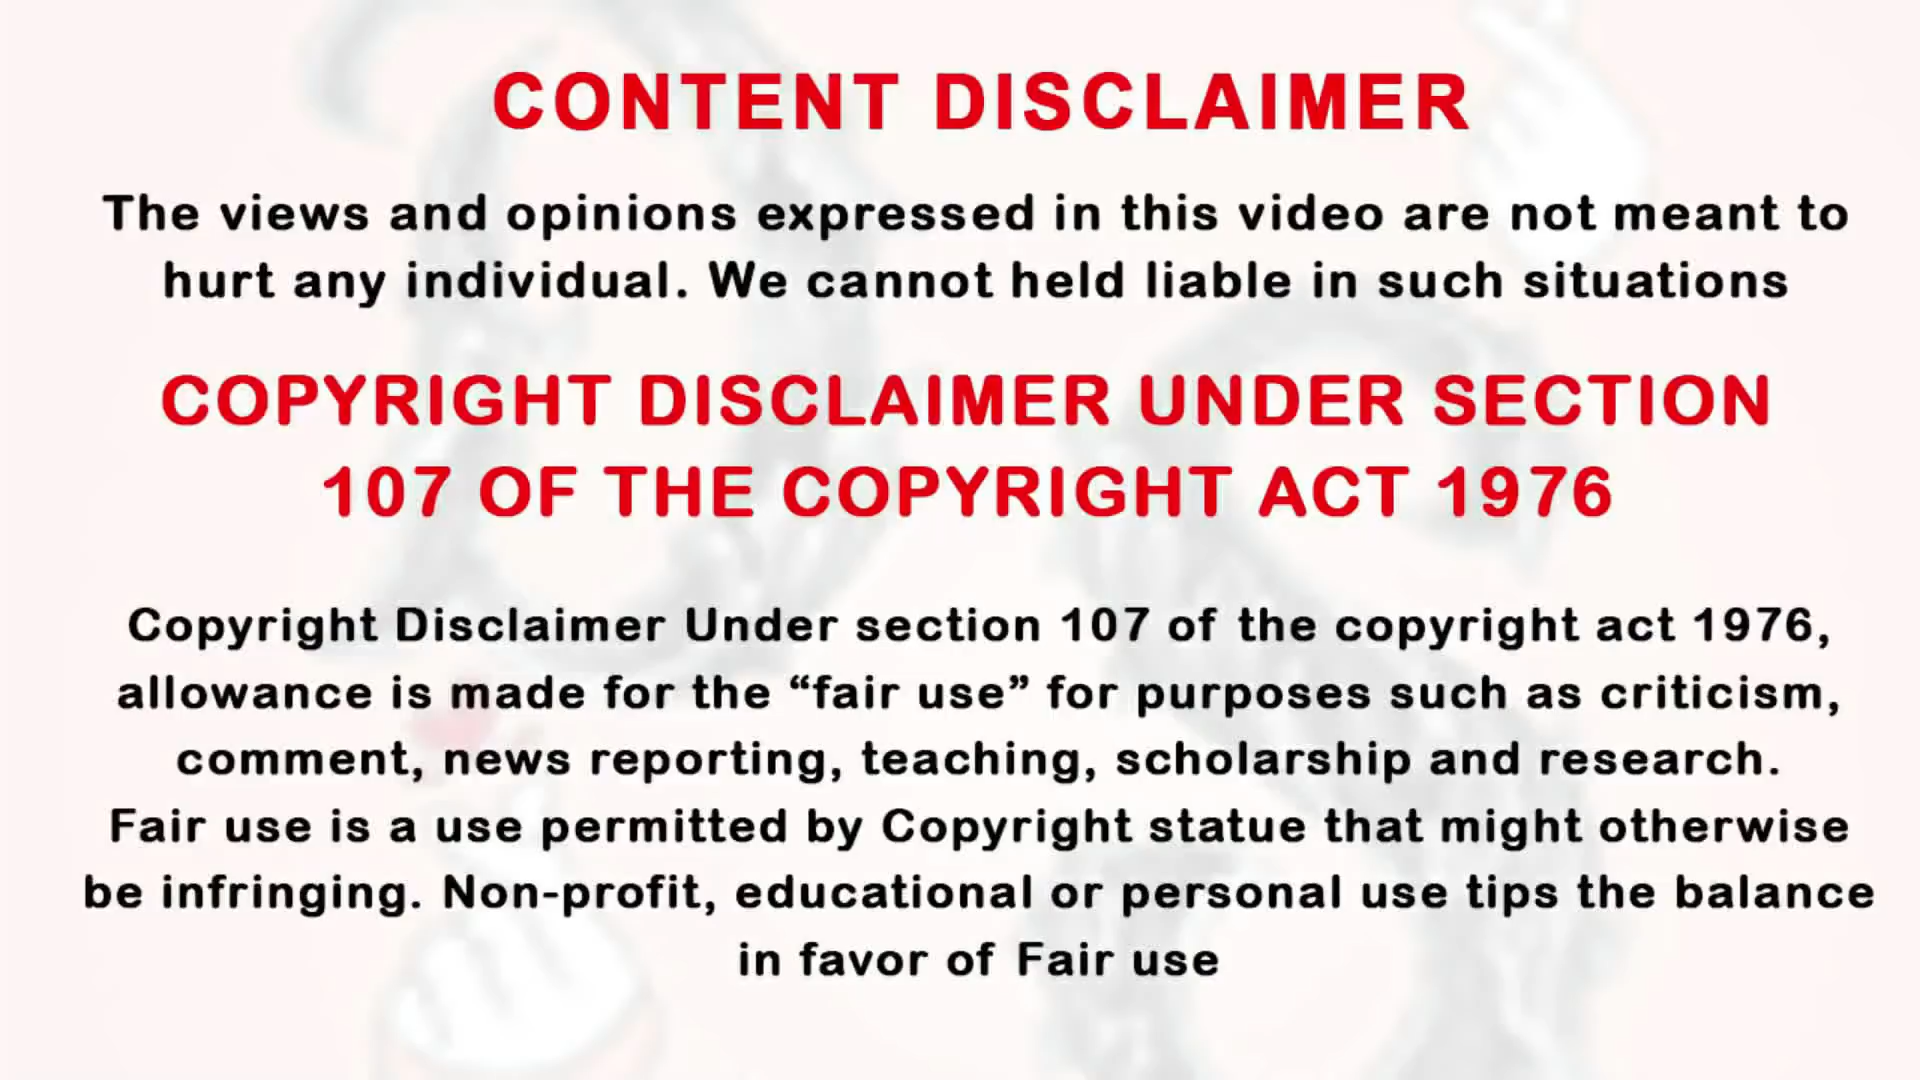 CONTENT DISCLAIMER
The views and opinions expressed in this video are not meant to
hurt any individual. We cannot held liable in such situations
COPYRIGHT DISCLAIMER UNDER SECTION
107 OF THE COPYRIGHT ACT 1976
Copyright Disclaimer Under section 107 of the copyright act 1976,
allowance is made for the “fair use” for purposes such as criticism,
comment, news reporting, teaching, scholarship and research.
Fair use is a use permitted by Copyright statue that might otherwise
be infringing. Non-profit, educational or personal use tips the balance
in favor of Fair use